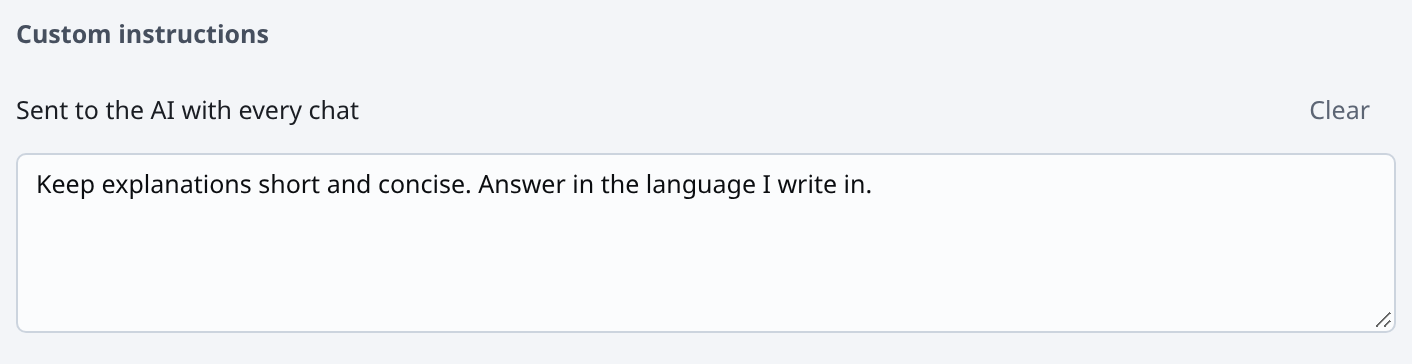 Custom instructions
Sent to the AI with every chat
Clear
Keep explanations short and concise. Answer in the language I write in.